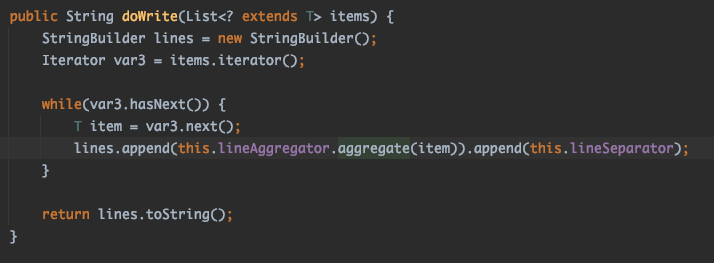 public String doWrite(List<? extends T> items) {
    StringBuilder lines = new StringBuilder();
    Iterator var3 = items.iterator();

    while(var3.hasNext()) {
        T item = var3.next();
        lines.append(this.lineAggregator.aggregate(item)).append(this.lineSeparator);
    }

    return lines.toString();
}